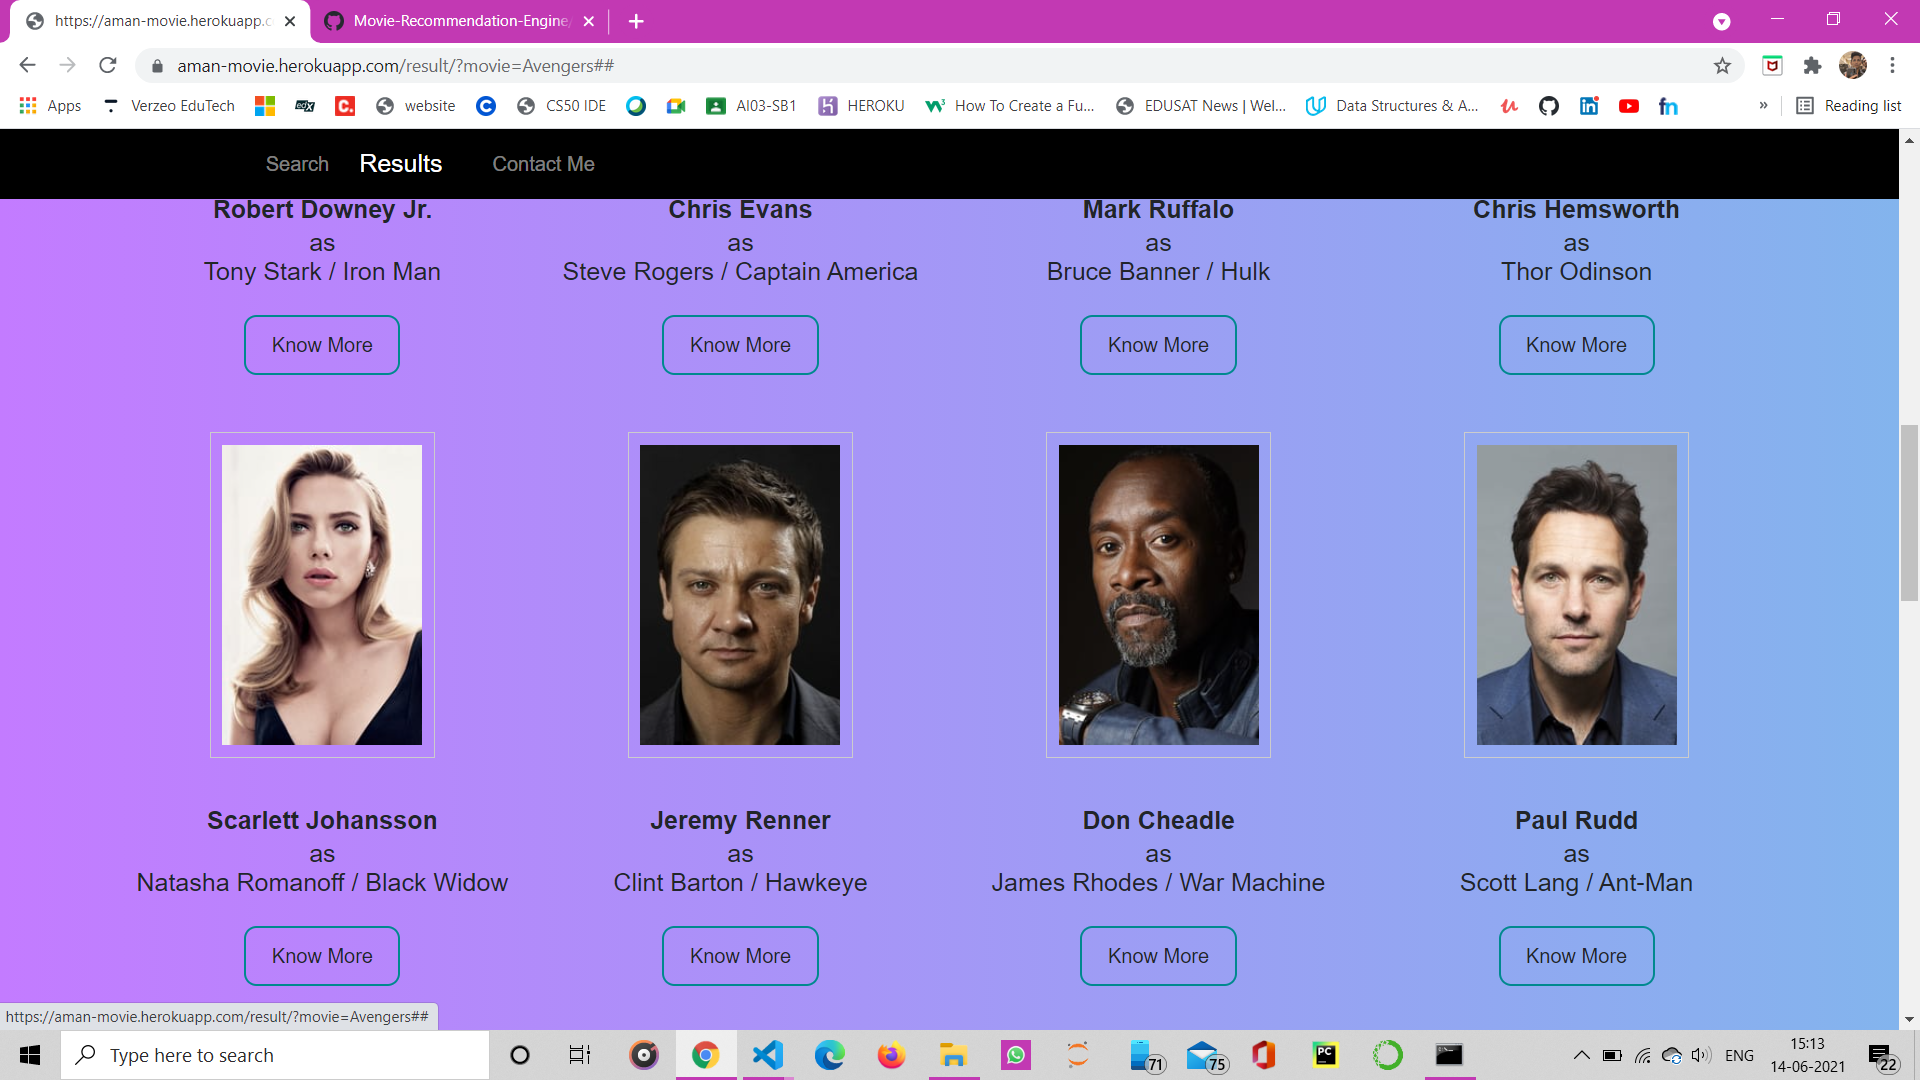 https://aman-movie.herokuapp.c
Movie-Recommendation-Engine/
aman-movie.herokuapp.com/result/?movie=Avengers##
Apps
Verzeo EduTech
edX
C.
website
C
CS50 IDE
AI03-SB1
HEROKU
How To Create a Fu...
EDUSAT News | Wel...
Data Structures & A...
in
fn
»
Reading list
Search Results Contact Me
Robert Downey Jr. Chris Evans Mark Ruffalo Chris Hemsworth
as as as as
Tony Stark / Iron Man Steve Rogers / Captain America Bruce Banner / Hulk Thor Odinson
Know More Know More Know More Know More
Scarlett Johansson Jeremy Renner Don Cheadle Paul Rudd
as as as as
Natasha Romanoff / Black Widow Clint Barton / Hawkeye James Rhodes / War Machine Scott Lang / Ant-Man
Know More Know More Know More Know More
https://aman-movie.herokuapp.com/result/?movie=Avengers##
Type here to search
71
75
PC
ENG
15:13
14-06-2021
22